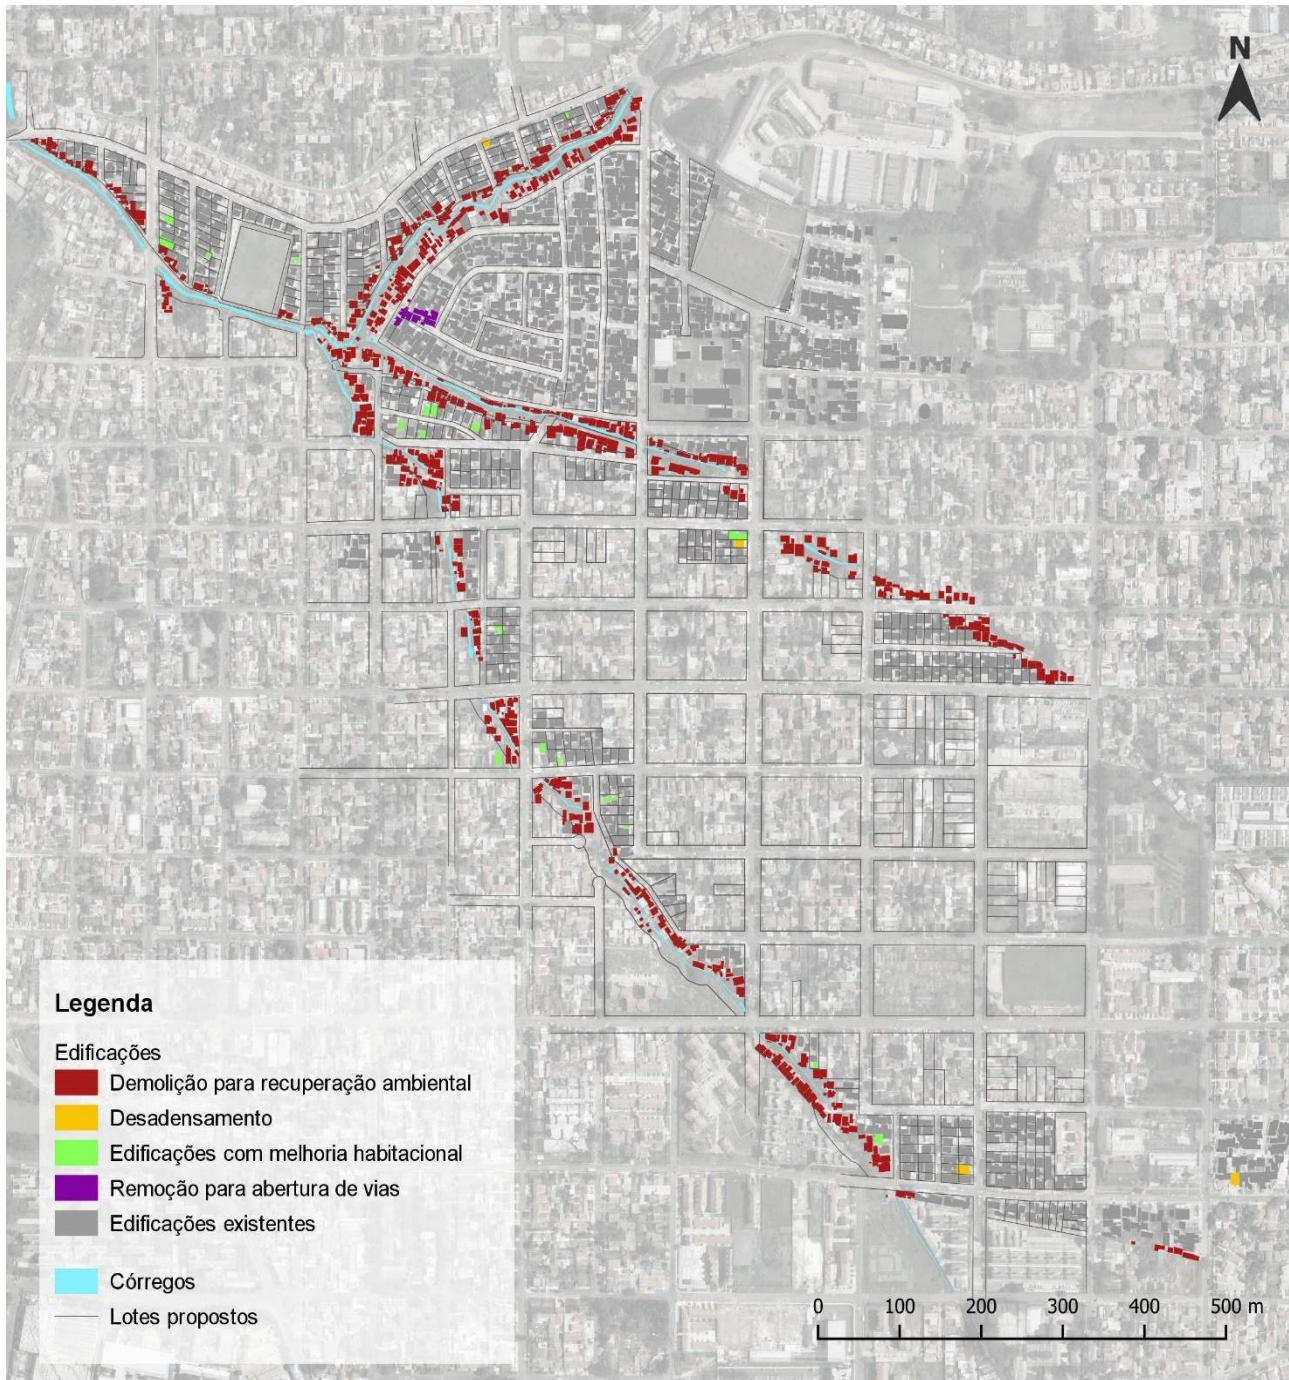 N
Legenda
Edificações
Demolição para recuperação ambiental
Desadensamento
Edificações com melhoria habitacional
Remoção para abertura de vias
Edificações existentes
Córregos
Lotes propostos
0 100 200 300 400 500 m